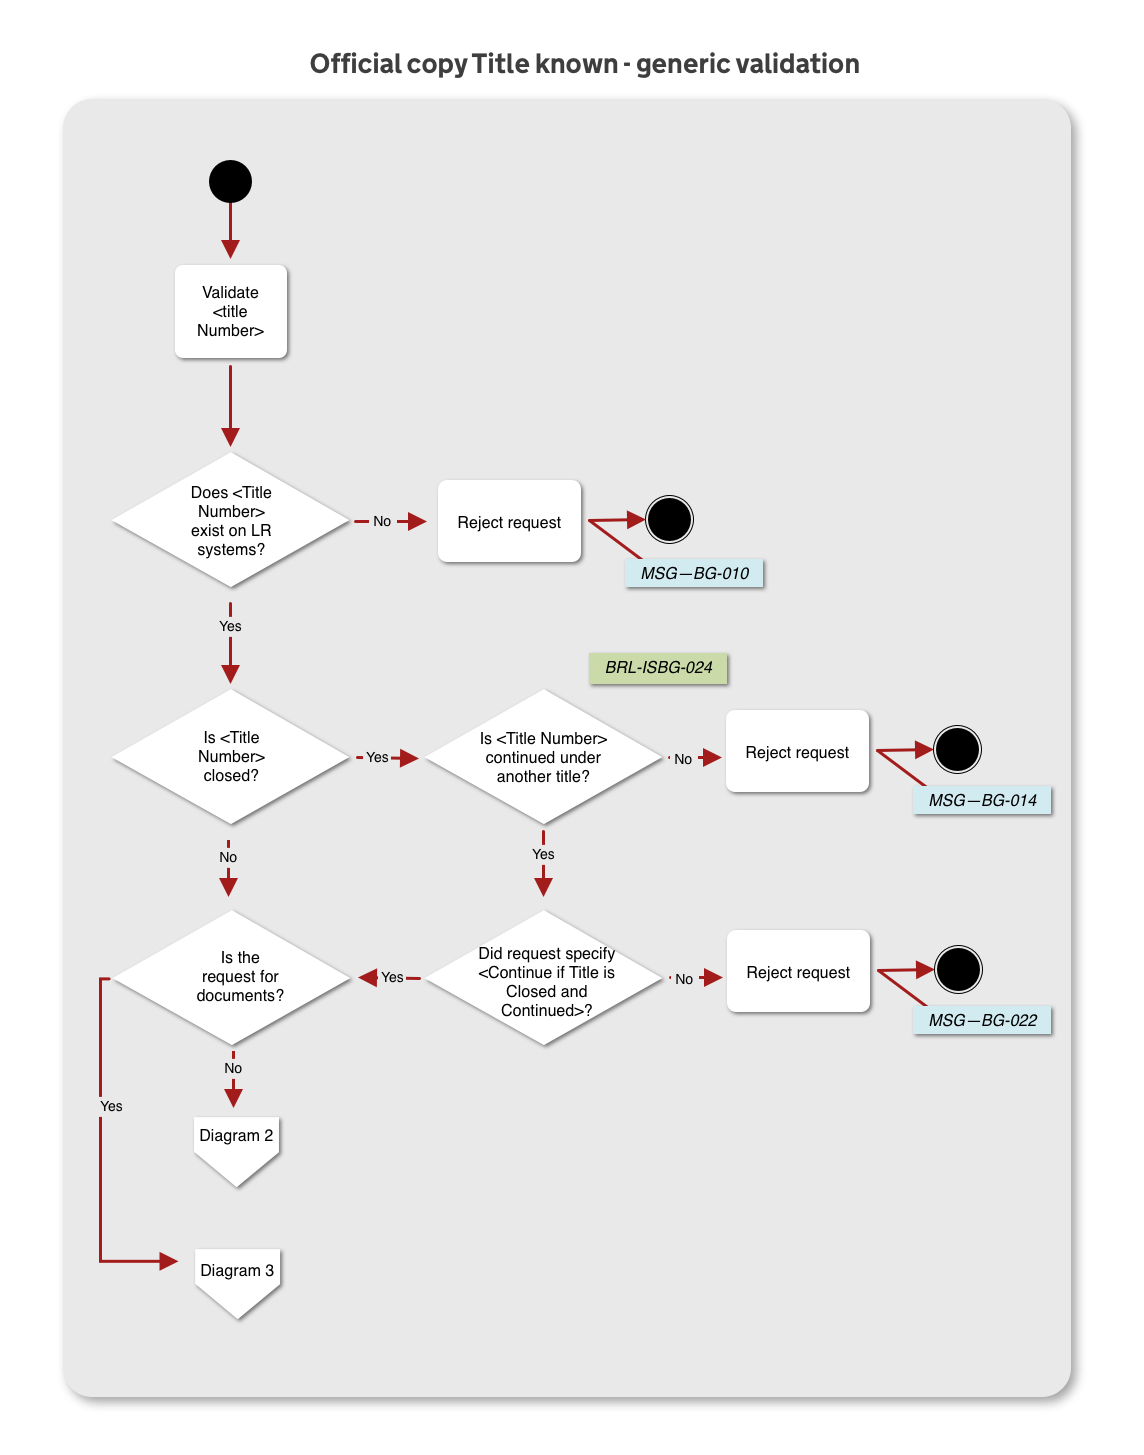 Official copy Title known - generic validation
Validate
<title
Number>
Does <Title
Number>
exist on LR
systems?
No
Reject request
MSG—BG-010
Yes
BRL-ISBG-024
Is <Title
Number>
closed?
Yes
Is <Title Number>
continued under
another title?
No
Reject request
MSG—BG-014
No
Yes
Is the
request for
documents?
Yes
Did request specify
<Continue if Title is
Closed and
Continued>?
No
Reject request
MSG—BG-022
No
Yes
Diagram 2
Diagram 3